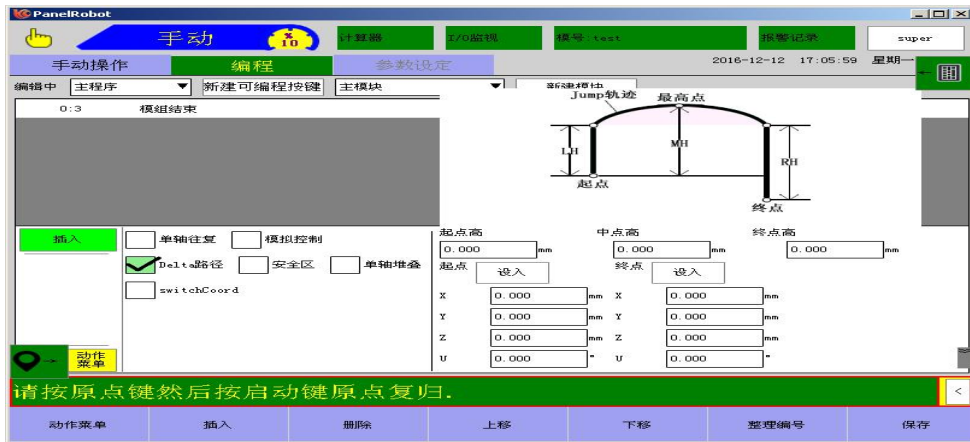 PanelRobot
手动 % 10 计算器 I/O监视 模号:test 报警记录 super
手动操作 编程 参数设定 2016-12-12 17:05:59 星期一
编辑中 主程序 新建可编程按键 主模块 新建模块
0:3 模组结束
Jump轨迹 最高点
LH MH RH
起点
终点
插入 单轴往复 模拟控制
Delta路径 安全区 单轴堆叠
switchCoord
动作菜单
起点高 中点高 终点高
0.000 mm 0.000 mm 0.000 mm
起点 设入 终点 设入
X 0.000 mm X 0.000 mm
Y 0.000 mm Y 0.000 mm
Z 0.000 mm Z 0.000 mm
U 0.000 ° U 0.000 °
请按原点键然后按启动键原点复归. <
动作菜单 插入 删除 上移 下移 整理编号 保存